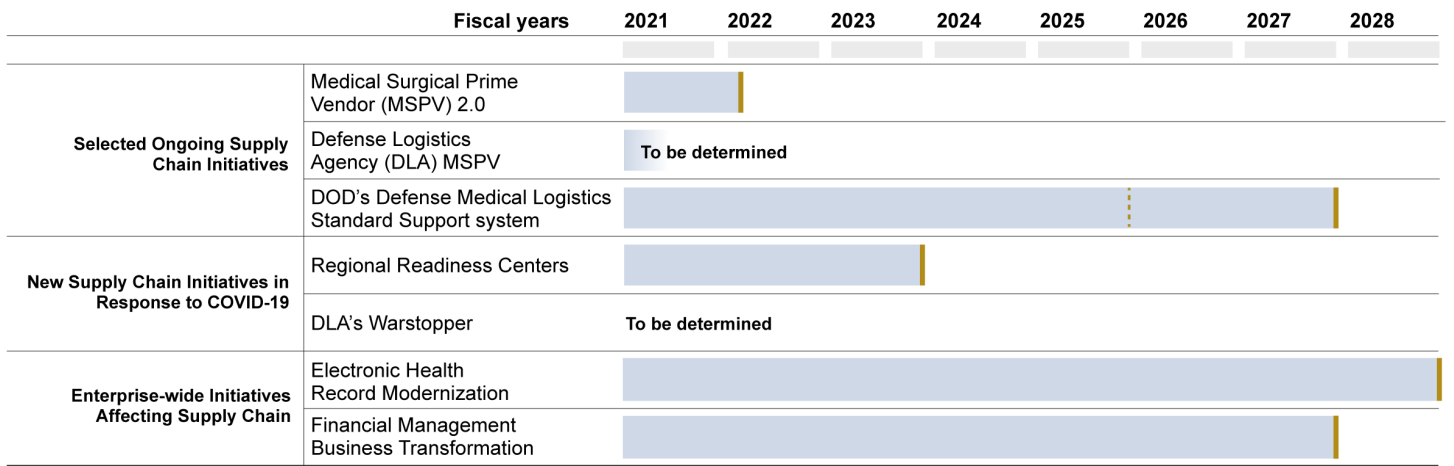 Fiscal years 2021 2022 2023 2024 2025 2026 2027 2028
Selected Ongoing Supply
Chain Initiatives
Medical Surgical Prime
Vendor (MSPV) 2.0
Defense Logistics
Agency (DLA) MSPV
To be determined
DOD's Defense Medical Logistics
Standard Support system
New Supply Chain Initiatives in
Response to COVID-19
Regional Readiness Centers
DLA's Warstopper
To be determined
Enterprise-wide Initiatives
Affecting Supply Chain
Electronic Health
Record Modernization
Financial Management
Business Transformation